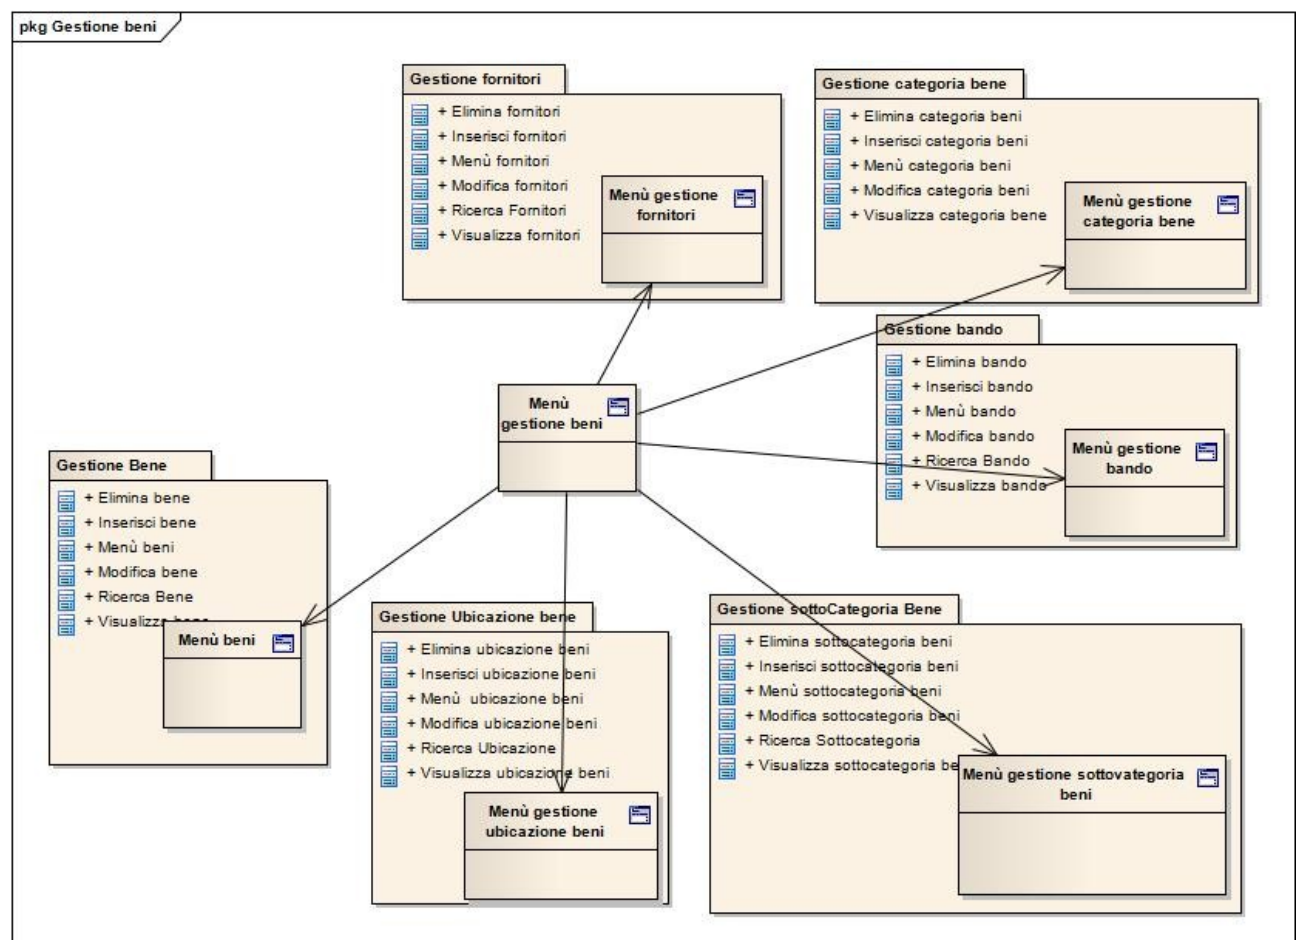 pkg Gestione beni
Gestione fornitori
+ Elimina fornitori
+ Inserisci fornitori
+ Menù fornitori
+ Modifica fornitori
+ Ricerca Fornitori
+ Visualizza fornitori
Menù gestione
fornitori
Gestione categoria bene
+ Elimina categoria beni
+ Inserisci categoria beni
+ Menù categoria beni
+ Modifica categoria beni
+ Visualizza categoria bene
Menù gestione
categoria bene
Gestione bando
+ Elimina bando
+ Inserisci bando
+ Menù bando
+ Modifica bando
+ Ricerca Bando
+ Visualizza bando
Menù gestione
bando
Menù
gestione beni
Gestione Bene
+ Elimina bene
+ Inserisci bene
+ Menù beni
+ Modifica bene
+ Ricerca Bene
+ Visualizza bene
Menù beni
Gestione Ubicazione bene
+ Elimina ubicazione beni
+ Inserisci ubicazione beni
+ Menù ubicazione beni
+ Modifica ubicazione beni
+ Ricerca Ubicazione
+ Visualizza ubicazione beni
Menù gestione
ubicazione beni
Gestione sottoCategoria Bene
+ Elimina sottocategoria beni
+ Inserisci sottocategoria beni
+ Menù sottocategoria beni
+ Modifica sottocategoria beni
+ Ricerca Sottocategoria
+ Visualizza sottocategoria be
Menù gestione sottovategoria
beni